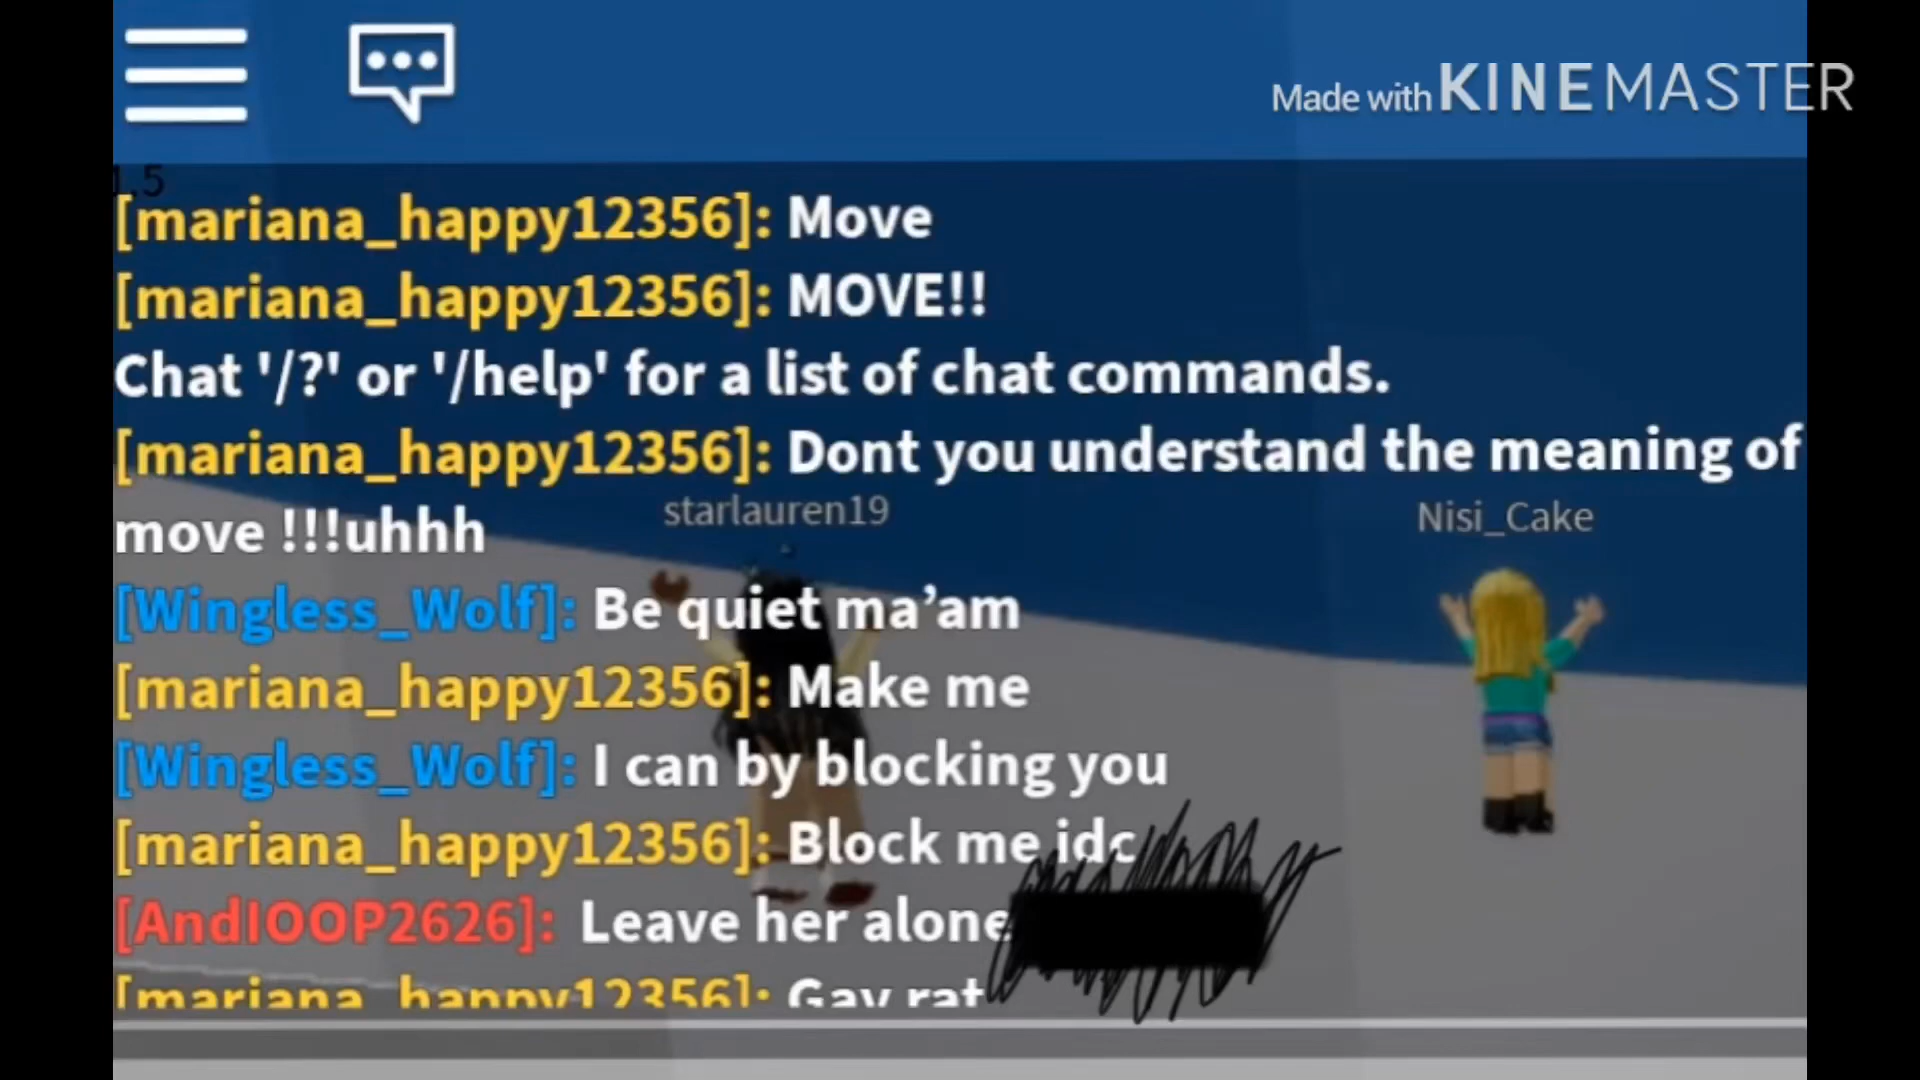 Made with KINEMASTER
1.5
[mariana_happy12356]: Move
[mariana_happy12356]: MOVE!!
Chat '/?' or '/help' for a list of chat commands.
[mariana_happy12356]: Dont you understand the meaning of
move !!!uhhh
starlauren19
Nisi_Cake
[Wingless_Wolf]: Be quiet ma’am
[mariana_happy12356]: Make me
[Wingless_Wolf]: I can by blocking you
[mariana_happy12356]: Block me idc
[AndIOOP2626]: Leave her alone
[mariana_happy12356]: Gay rat